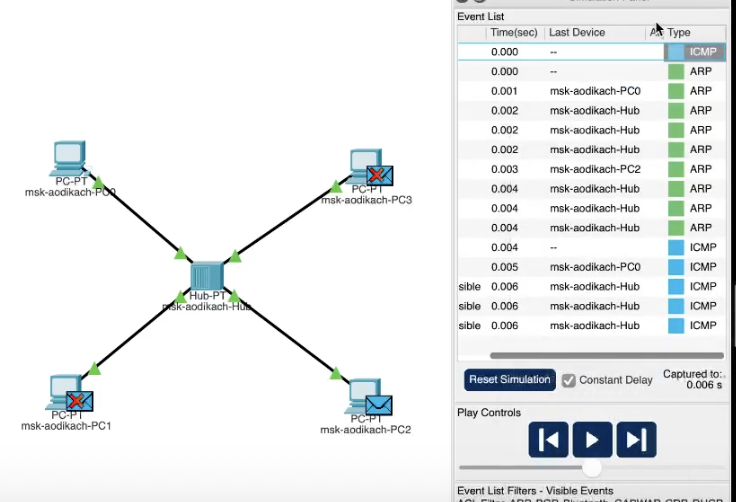 Event List
Time(sec) Last Device A Type
0.000 -- ICMP
0.000 -- ARP
0.001 msk-aodikach-PC0 ARP
0.002 msk-aodikach-Hub ARP
0.002 msk-aodikach-Hub ARP
0.002 msk-aodikach-Hub ARP
0.003 msk-aodikach-PC2 ARP
0.004 msk-aodikach-Hub ARP
0.004 msk-aodikach-Hub ARP
0.004 msk-aodikach-Hub ARP
0.004 -- ICMP
0.005 msk-aodikach-PC0 ICMP
sible 0.006 msk-aodikach-Hub ICMP
sible 0.006 msk-aodikach-Hub ICMP
sible 0.006 msk-aodikach-Hub ICMP
Reset Simulation Constant Delay Captured to:
0.006 s
Play Controls
Event List Filters - Visible Events
PC-PT
msk-aodikach-PC0
PC-PT
msk-aodikach-PC3
Hub-PT
msk-aodikach-Hub
PC-PT
msk-aodikach-PC1
PC-PT
msk-aodikach-PC2